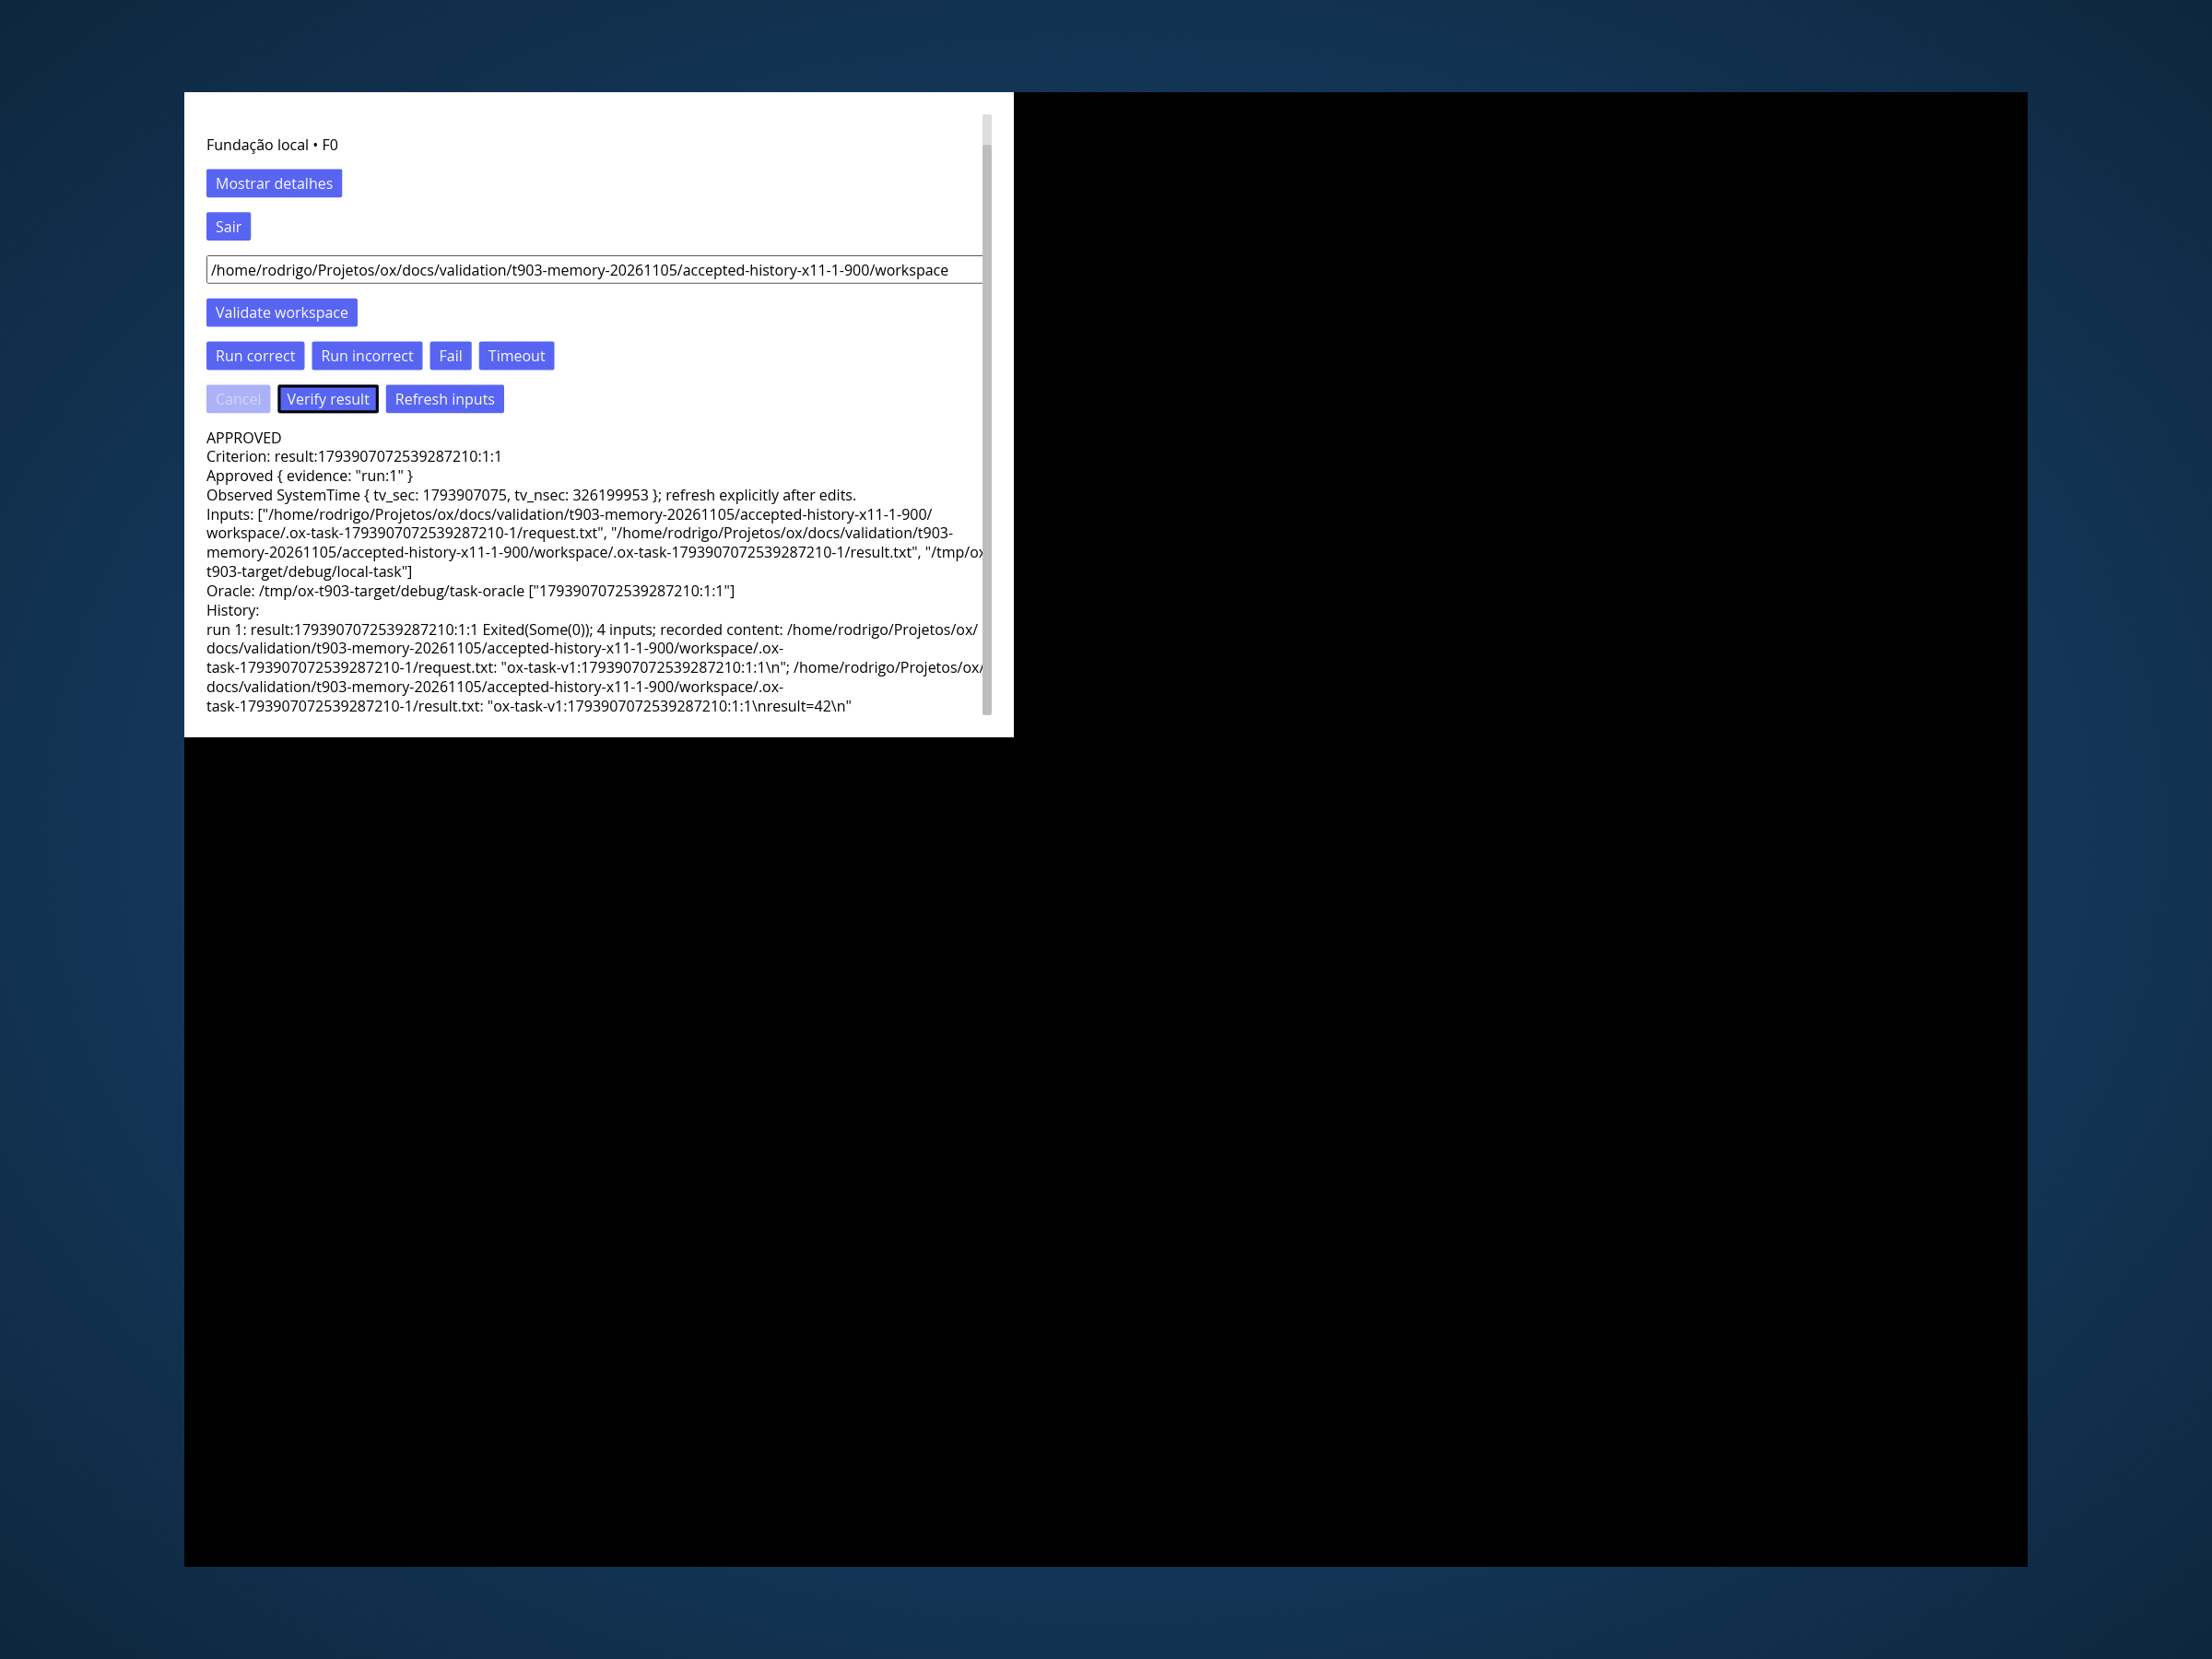 Fundação local • F0
Mostrar detalhes
Sair
/home/rodrigo/Projetos/ox/docs/validation/t903-memory-20261105/accepted-history-x11-1-900/workspace
Validate workspace
Run correct Run incorrect Fail Timeout
Cancel Verify result Refresh inputs
APPROVED
Criterion: result:1793907072539287210:1:1
Approved { evidence: "run:1" }
Observed SystemTime { tv_sec: 1793907075, tv_nsec: 326199953 }; refresh explicitly after edits.
Inputs: ["/home/rodrigo/Projetos/ox/docs/validation/t903-memory-20261105/accepted-history-x11-1-900/
workspace/.ox-task-1793907072539287210-1/request.txt", "/home/rodrigo/Projetos/ox/docs/validation/t903-
memory-20261105/accepted-history-x11-1-900/workspace/.ox-task-1793907072539287210-1/result.txt", "/tmp/ox
t903-target/debug/local-task"]
Oracle: /tmp/ox-t903-target/debug/task-oracle ["1793907072539287210:1:1"]
History:
run 1: result:1793907072539287210:1:1 Exited(Some(0)); 4 inputs; recorded content: /home/rodrigo/Projetos/ox/
docs/validation/t903-memory-20261105/accepted-history-x11-1-900/workspace/.ox-
task-1793907072539287210-1/request.txt: "ox-task-v1:1793907072539287210:1:1\n"; /home/rodrigo/Projetos/ox/
docs/validation/t903-memory-20261105/accepted-history-x11-1-900/workspace/.ox-
task-1793907072539287210-1/result.txt: "ox-task-v1:1793907072539287210:1:1\nresult=42\n"